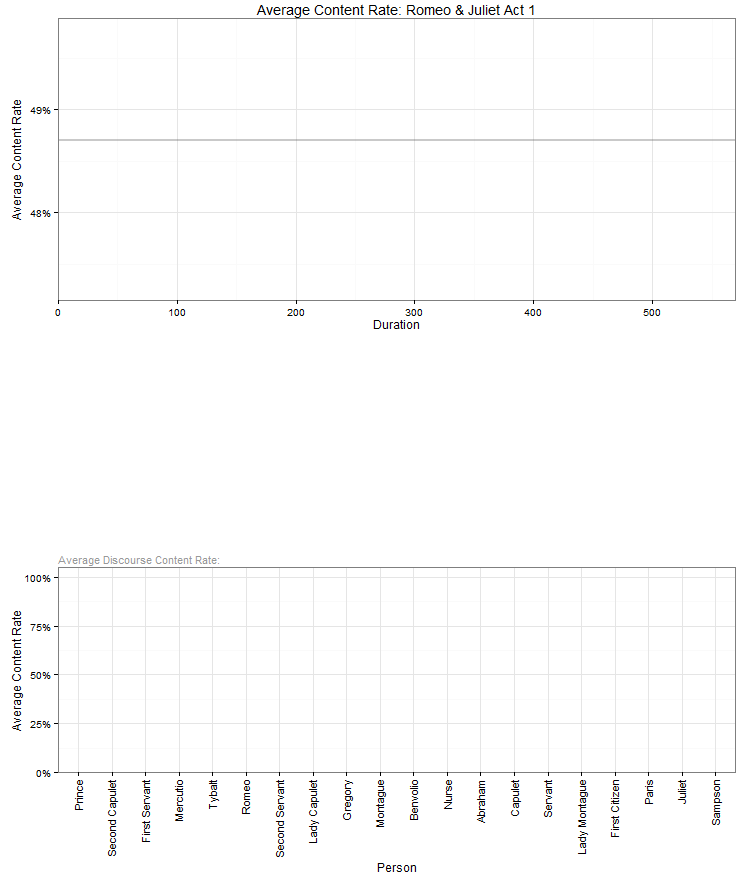 Average Content Rate: Romeo & Juliet Act 1
Average Content Rate
49%
48%
0 100 200 300 400 500
Duration
Average Discourse Content Rate:
Average Content Rate
100%
75%
50%
25%
0%
Prince
Second Capulet
First Servant
Mercutio
Tybalt
Romeo
Second Servant
Lady Capulet
Gregory
Montague
Benvolio
Nurse
Abraham
Capulet
Servant
Lady Montague
First Citizen
Paris
Juliet
Sampson
Person